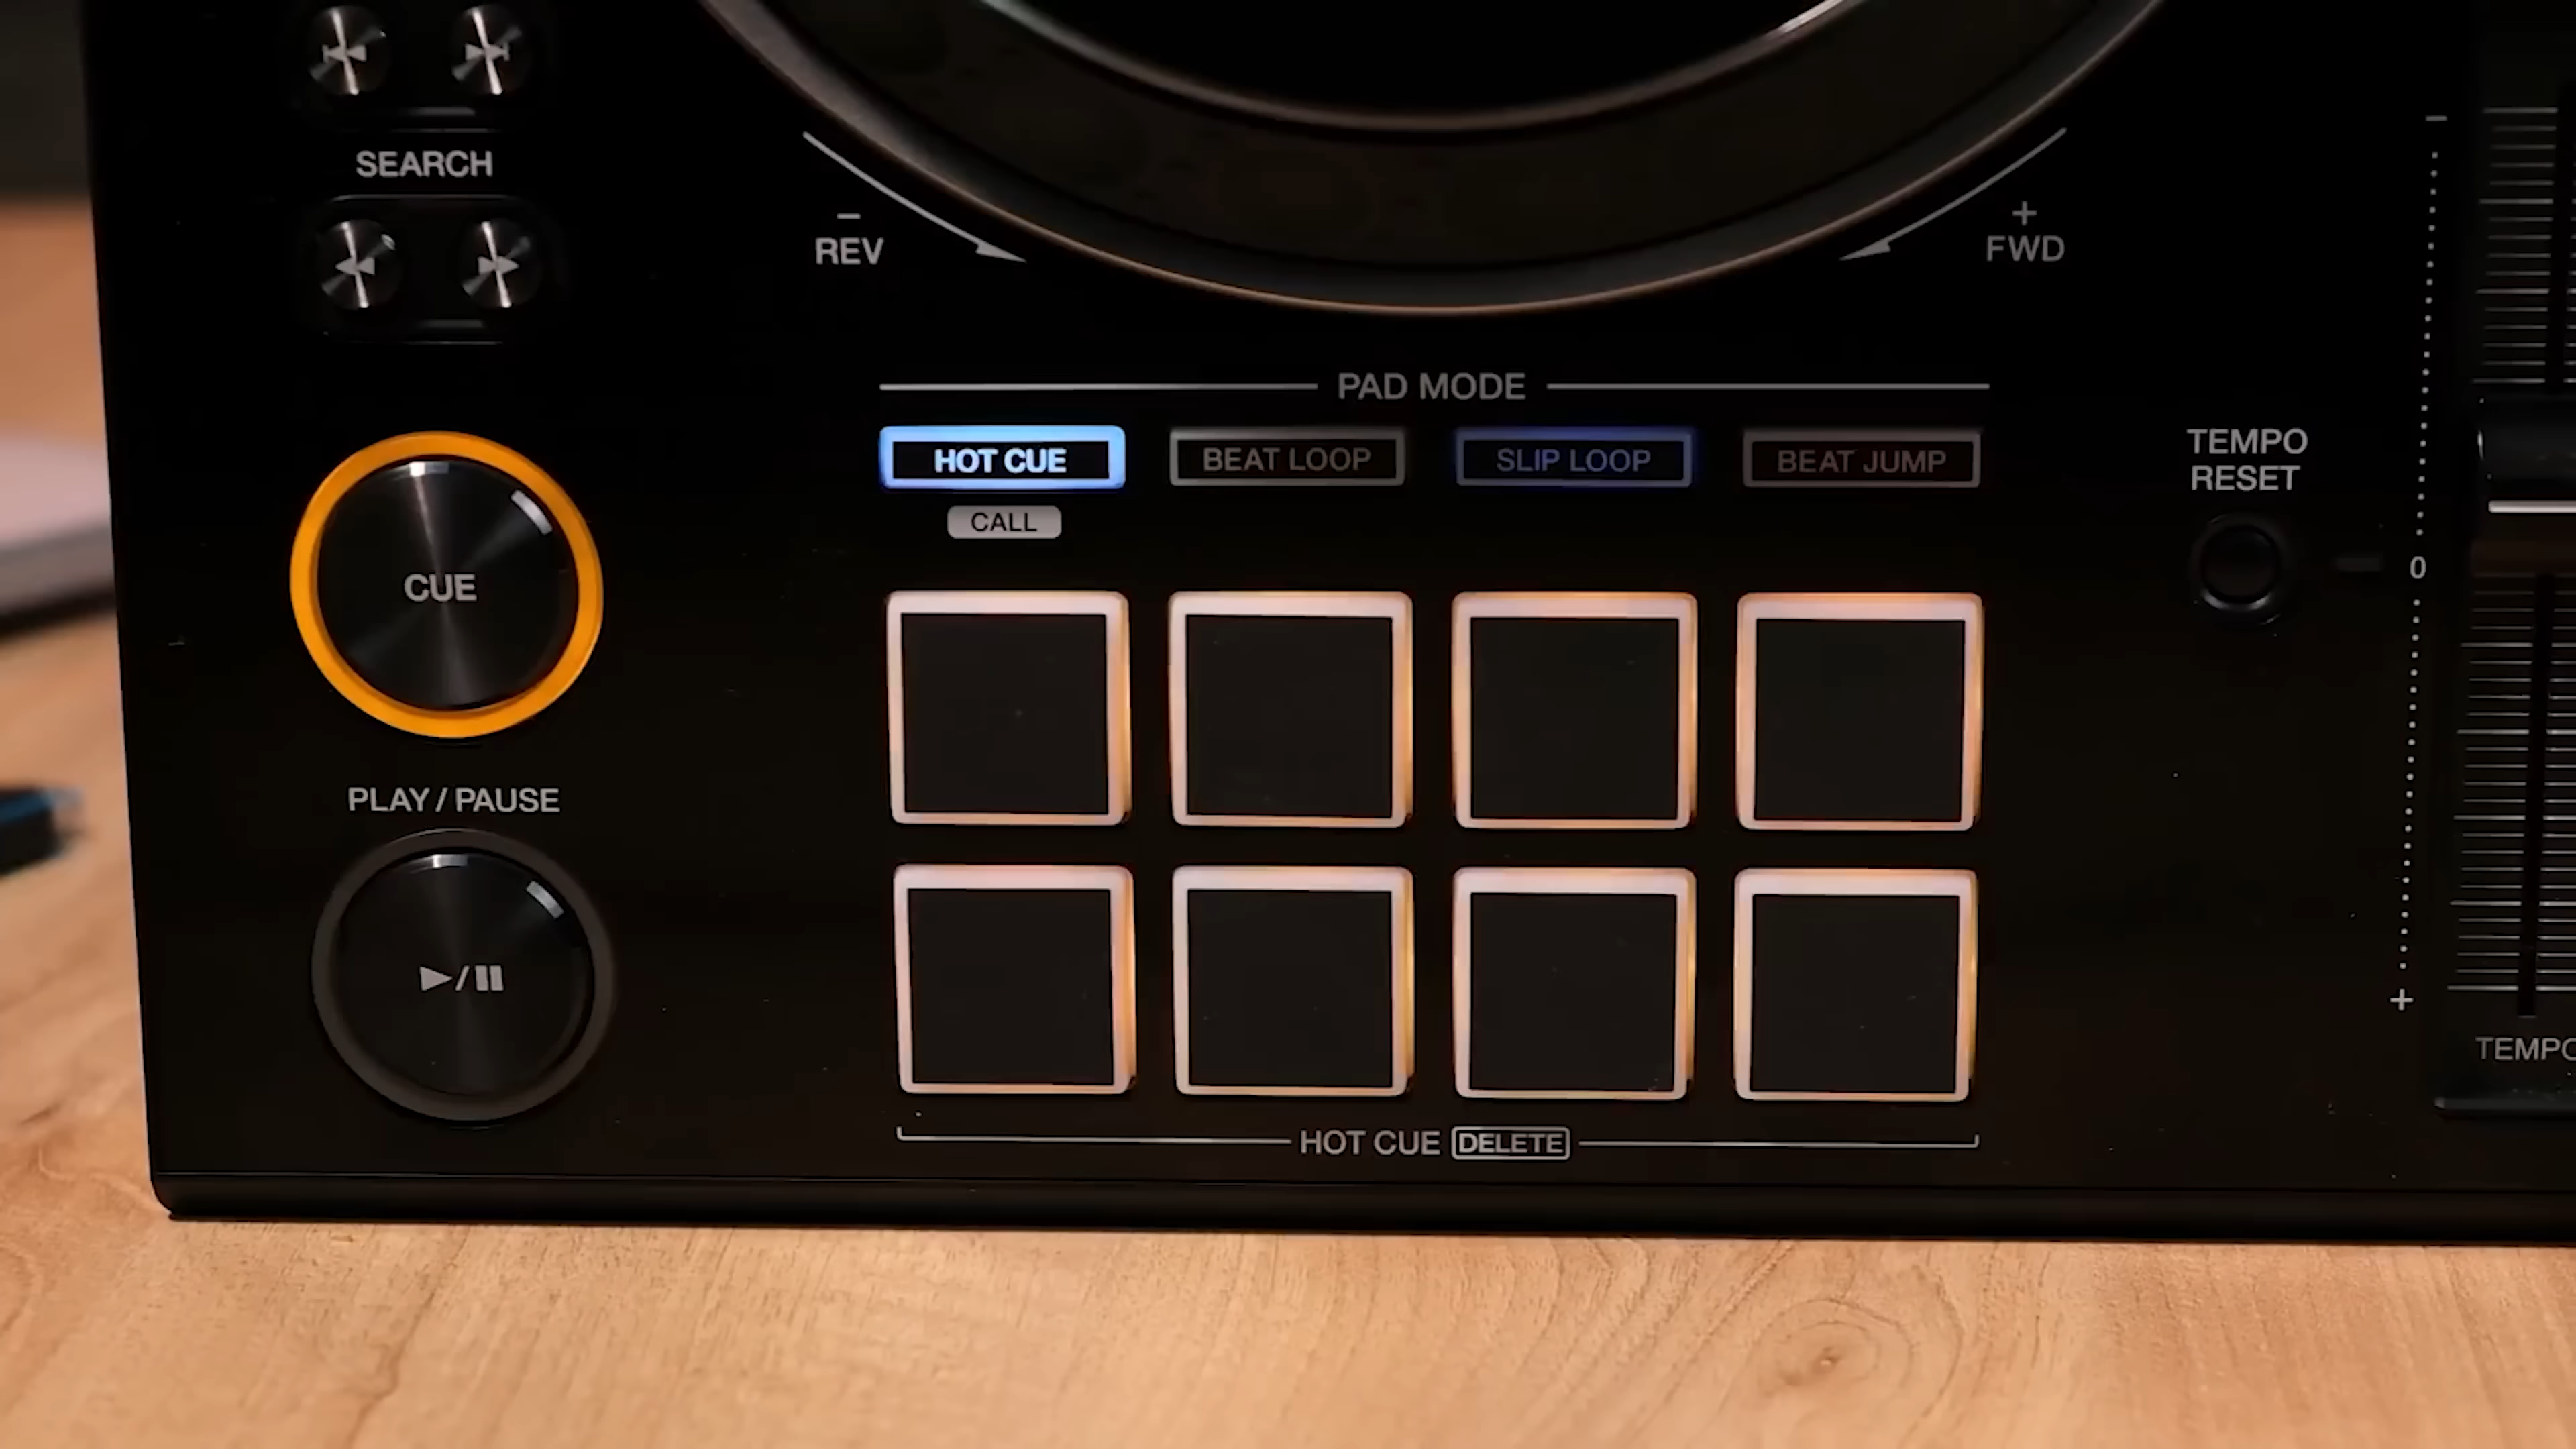 SEARCH
−
REV
+
FWD
PAD MODE
HOT CUE
BEAT LOOP
SLIP LOOP
BEAT JUMP
CALL
TEMPO
RESET
−
0
+
CUE
PLAY / PAUSE
TEMPO
HOT CUE DELETE